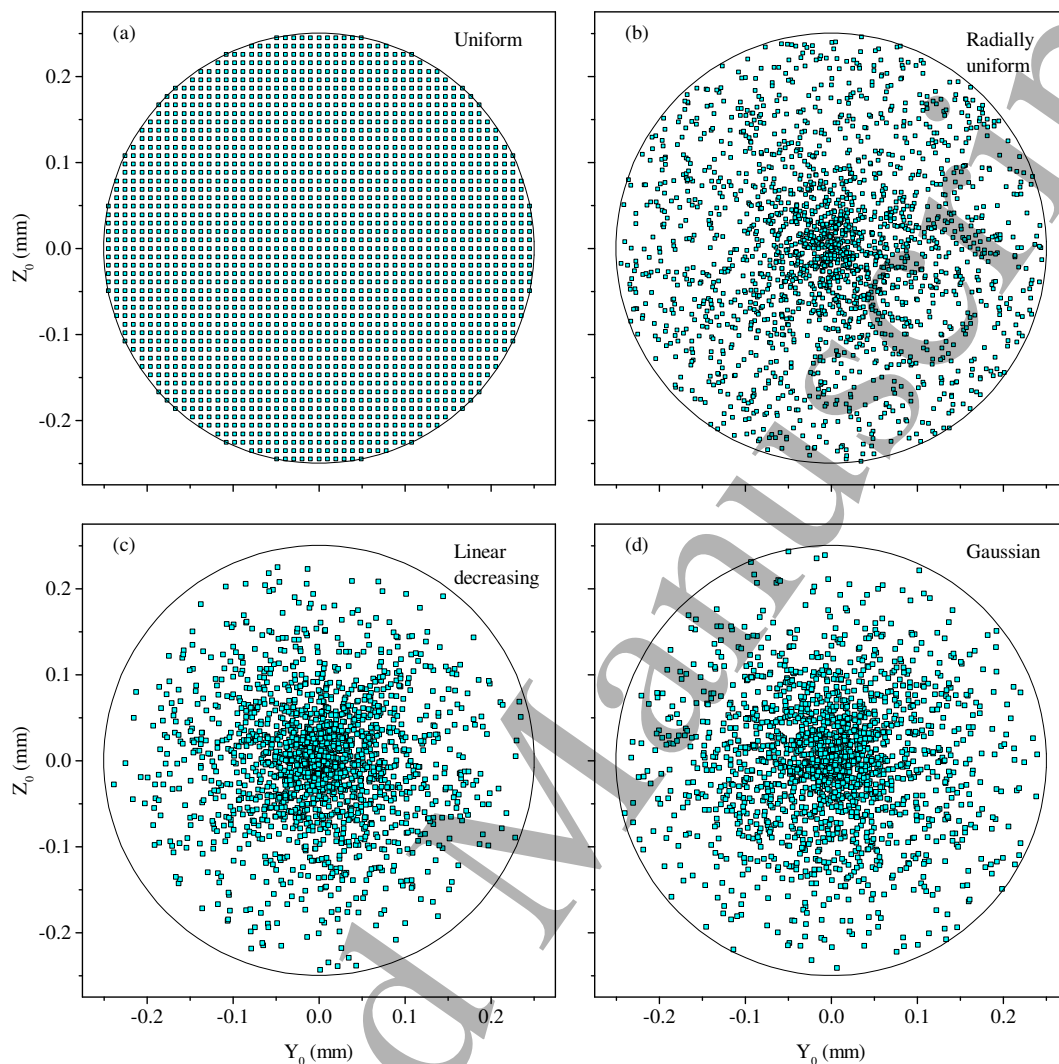 (a)
Uniform
0.2
0.1
0.0
-0.1
-0.2
Z₀ (mm)
(b)
Radially
uniform
(c)
Linear
decreasing
0.2
0.1
0.0
-0.1
-0.2
Z₀ (mm)
-0.2
-0.1
0.0
0.1
0.2
Y₀ (mm)
(d)
Gaussian
-0.2
-0.1
0.0
0.1
0.2
Y₀ (mm)
d Manuscrip